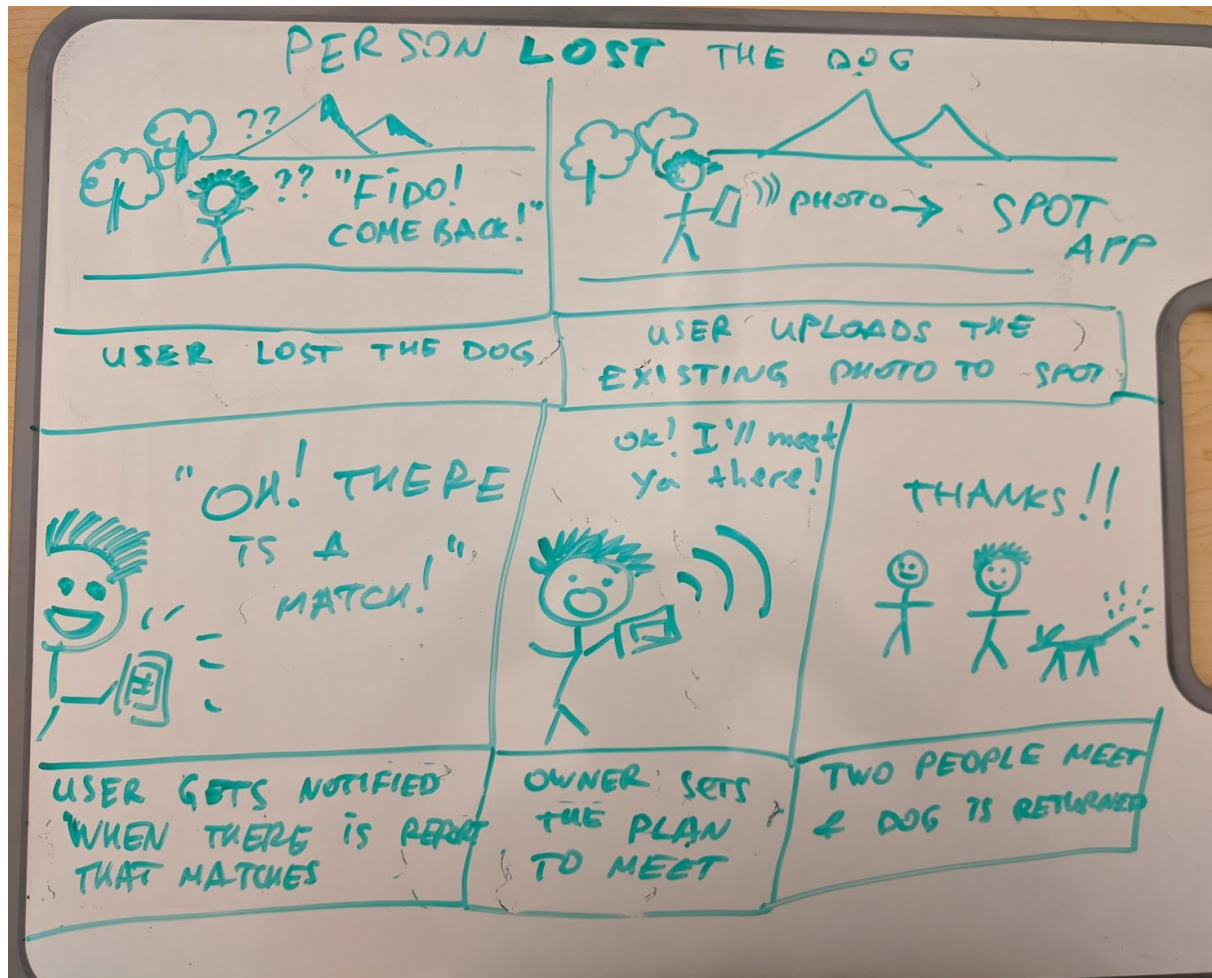 PERSON LOST THE DOG
??
?? "FIDO!
COME BACK!"
PHOTO → SPOT
APP
USER LOST THE DOG
USER UPLOADS THE
EXISTING PHOTO TO SPOT
"OH! THERE
IS A
MATCH!"
ok! I'll meet
ya there!
THANKS!!
USER GETS NOTIFIED
WHEN THERE IS REPORT
THAT MATCHES
OWNER SETS
THE PLAN
TO MEET
TWO PEOPLE MEET
& DOG IS RETURNED